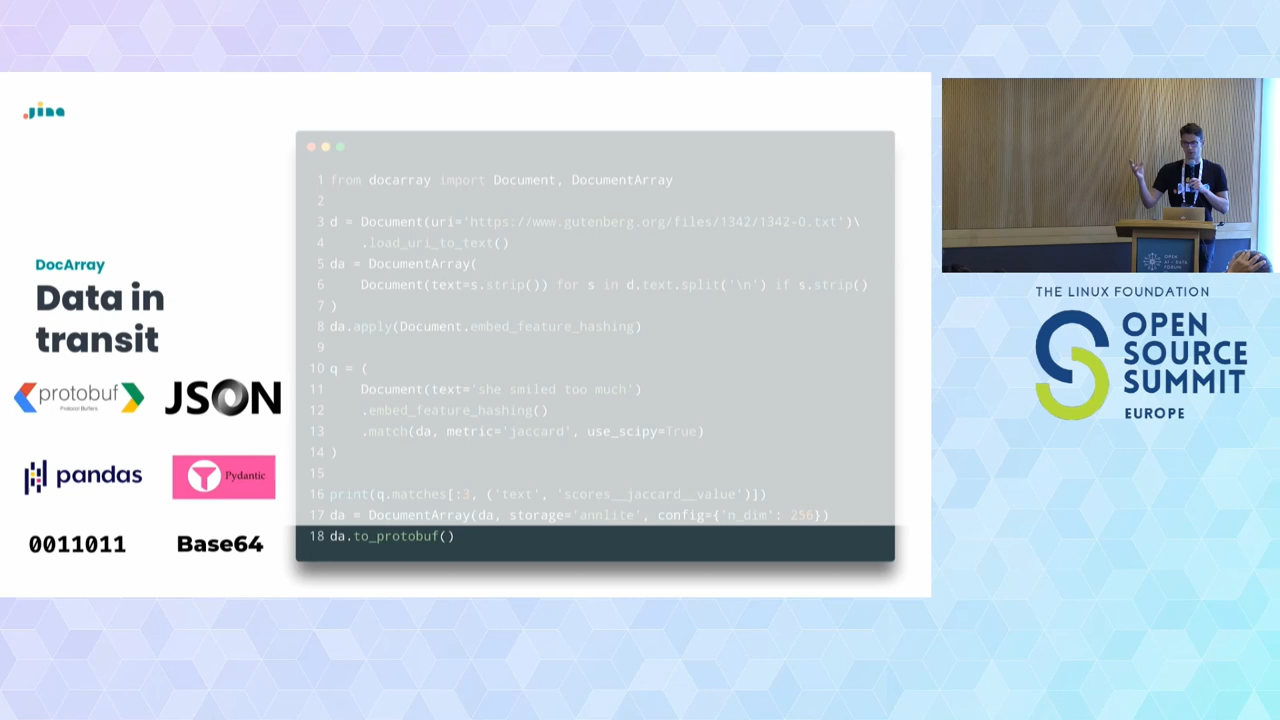 .jina
DocArray
Data in
transit
protobuf
Protocol Buffers
JSON
pandas
Pydantic
0011011
Base64
1 from docarray import Document, DocumentArray
2
3 d = Document(uri='https://www.gutenberg.org/files/1342/1342-0.txt')\
4     .load_uri_to_text()
5 da = DocumentArray(
6     Document(text=s.strip()) for s in d.text.split('\n') if s.strip()
7 )
8 da.apply(Document.embed_feature_hashing)
9
10 q = (
11     Document(text='she smiled too much')
12     .embed_feature_hashing()
13     .match(da, metric='jaccard', use_scipy=True)
14 )
15
16 print(q.matches[:3, ('text', 'scores__jaccard__value')])
17 da = DocumentArray(da, storage='annlite', config={'n_dim': 256})
18 da.to_protobuf()
OPEN
AI + DATA
FORUM
THE LINUX FOUNDATION
OPEN
SOURCE
SUMMIT
EUROPE